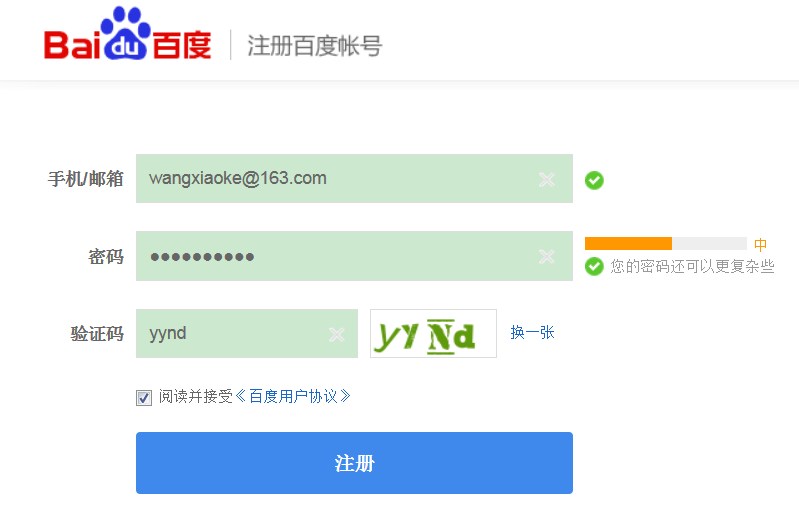 Baidu百度 注册百度帐号
手机/邮箱 wangxiaoke@163.com
密码 ●●●●●●●●●● 中
您的密码还可以更复杂些
验证码 yynd yyNd 换一张
阅读并接受《百度用户协议》
注册